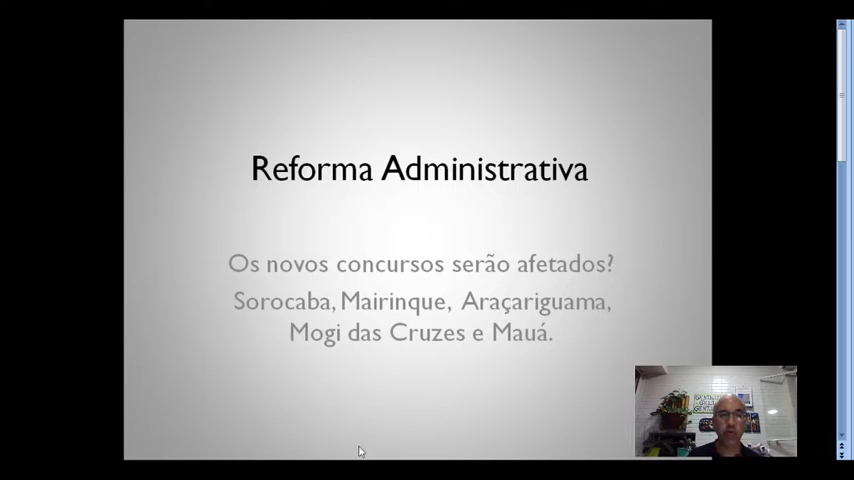 Reforma Administrativa
Os novos concursos serão afetados?
Sorocaba, Mairinque, Araçariguama,
Mogi das Cruzes e Mauá.